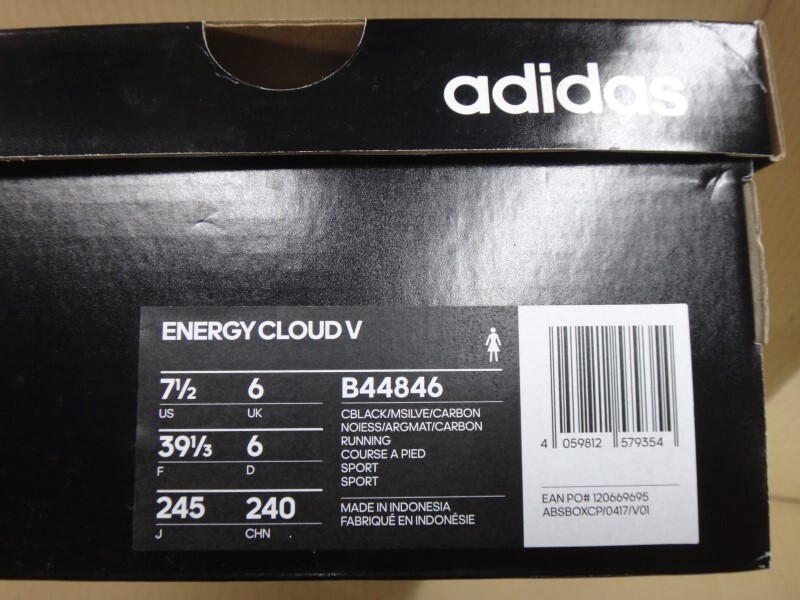 adidas
ENERGY CLOUD V
7½ 6 B44846
US UK
CBLACK/MSILVE/CARBON
NOIESS/ARGMAT/CARBON
RUNNING
COURSE A PIED
SPORT
SPORT
39⅓ 6
F D
245 240
J CHN
MADE IN INDONESIA
FABRIQUÉ EN INDONÉSIE
4 059812 579354
EAN PO# 120669695
ABSBOXCP/0417/V01